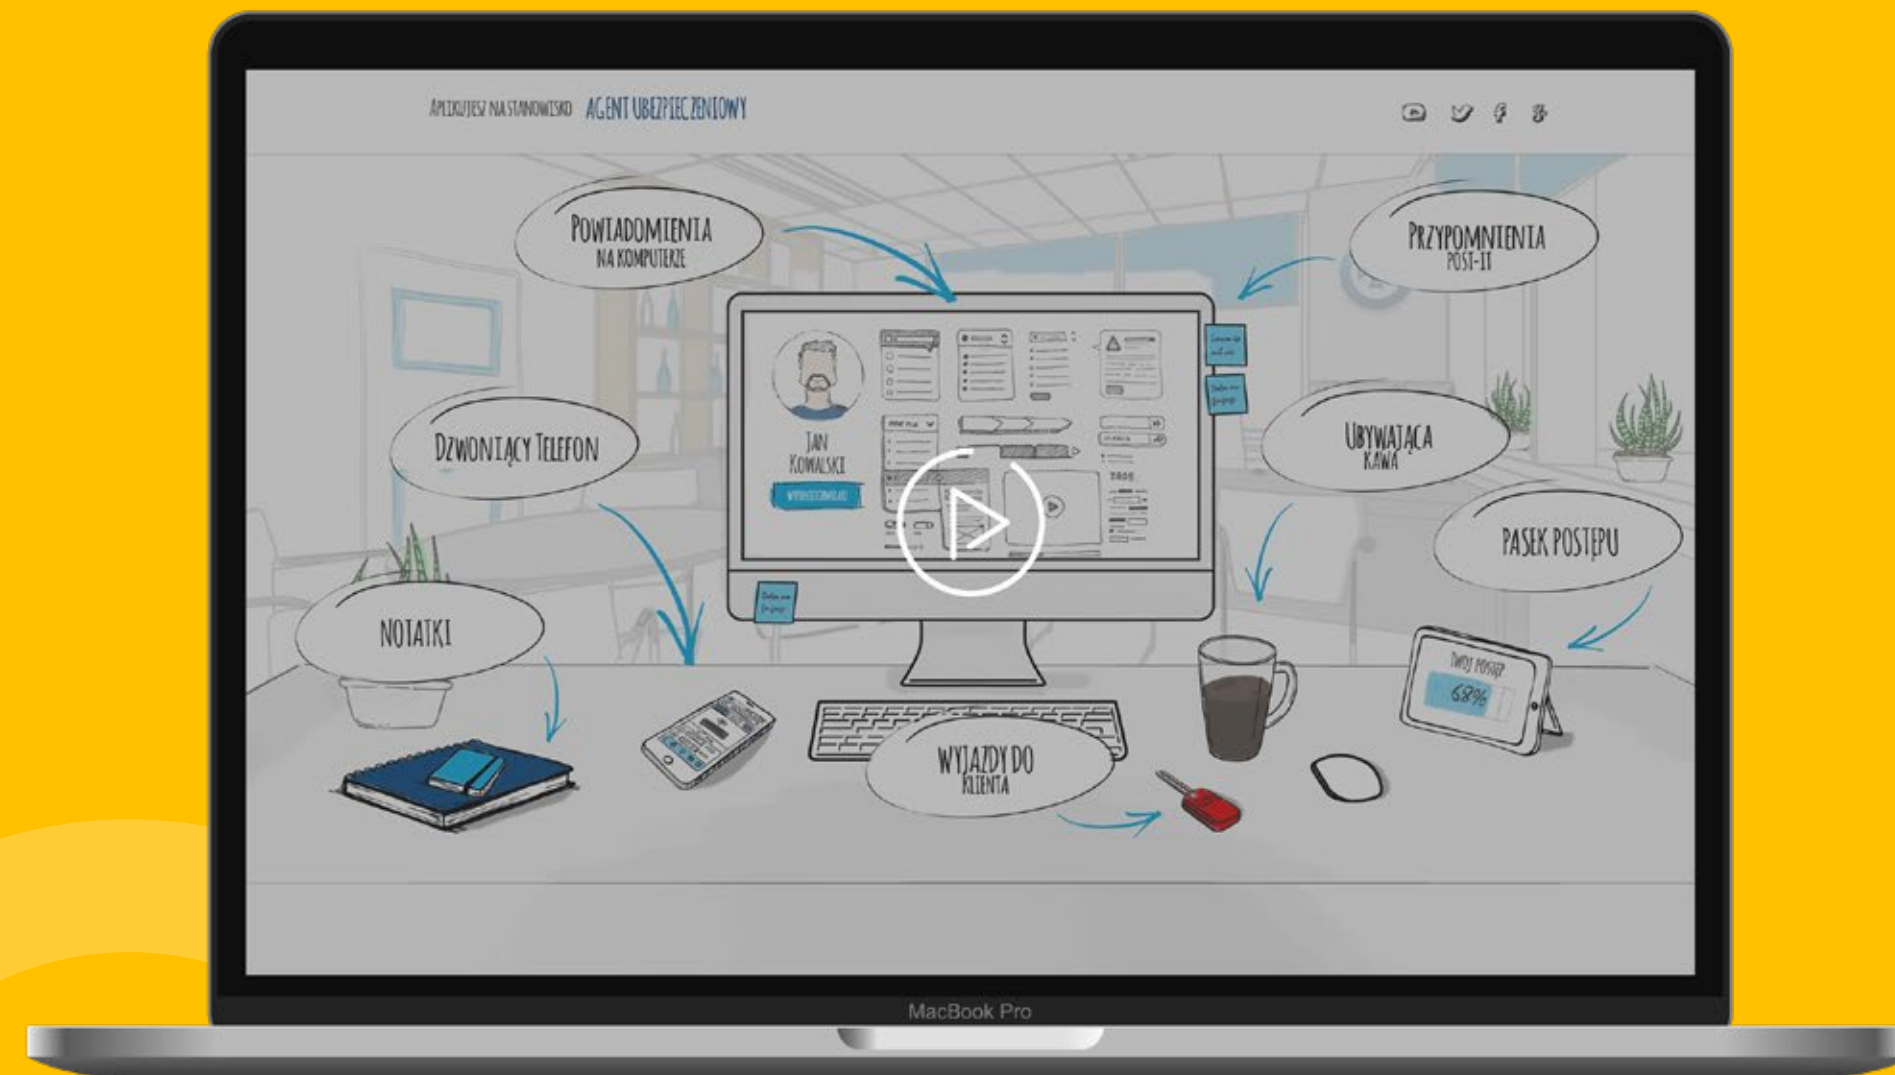 Aplikujesz na stanowisko AGENT UBEZPIECZENIOWY
Powiadomienia
na komputerze
Przypomnienia
Post-it
Dzwoniący Telefon
Jan
Kowalski
Ubywająca
kawa
Pasek postępu
Notatki
Twój postęp
68%
Wyjazdy do
klienta
MacBook Pro